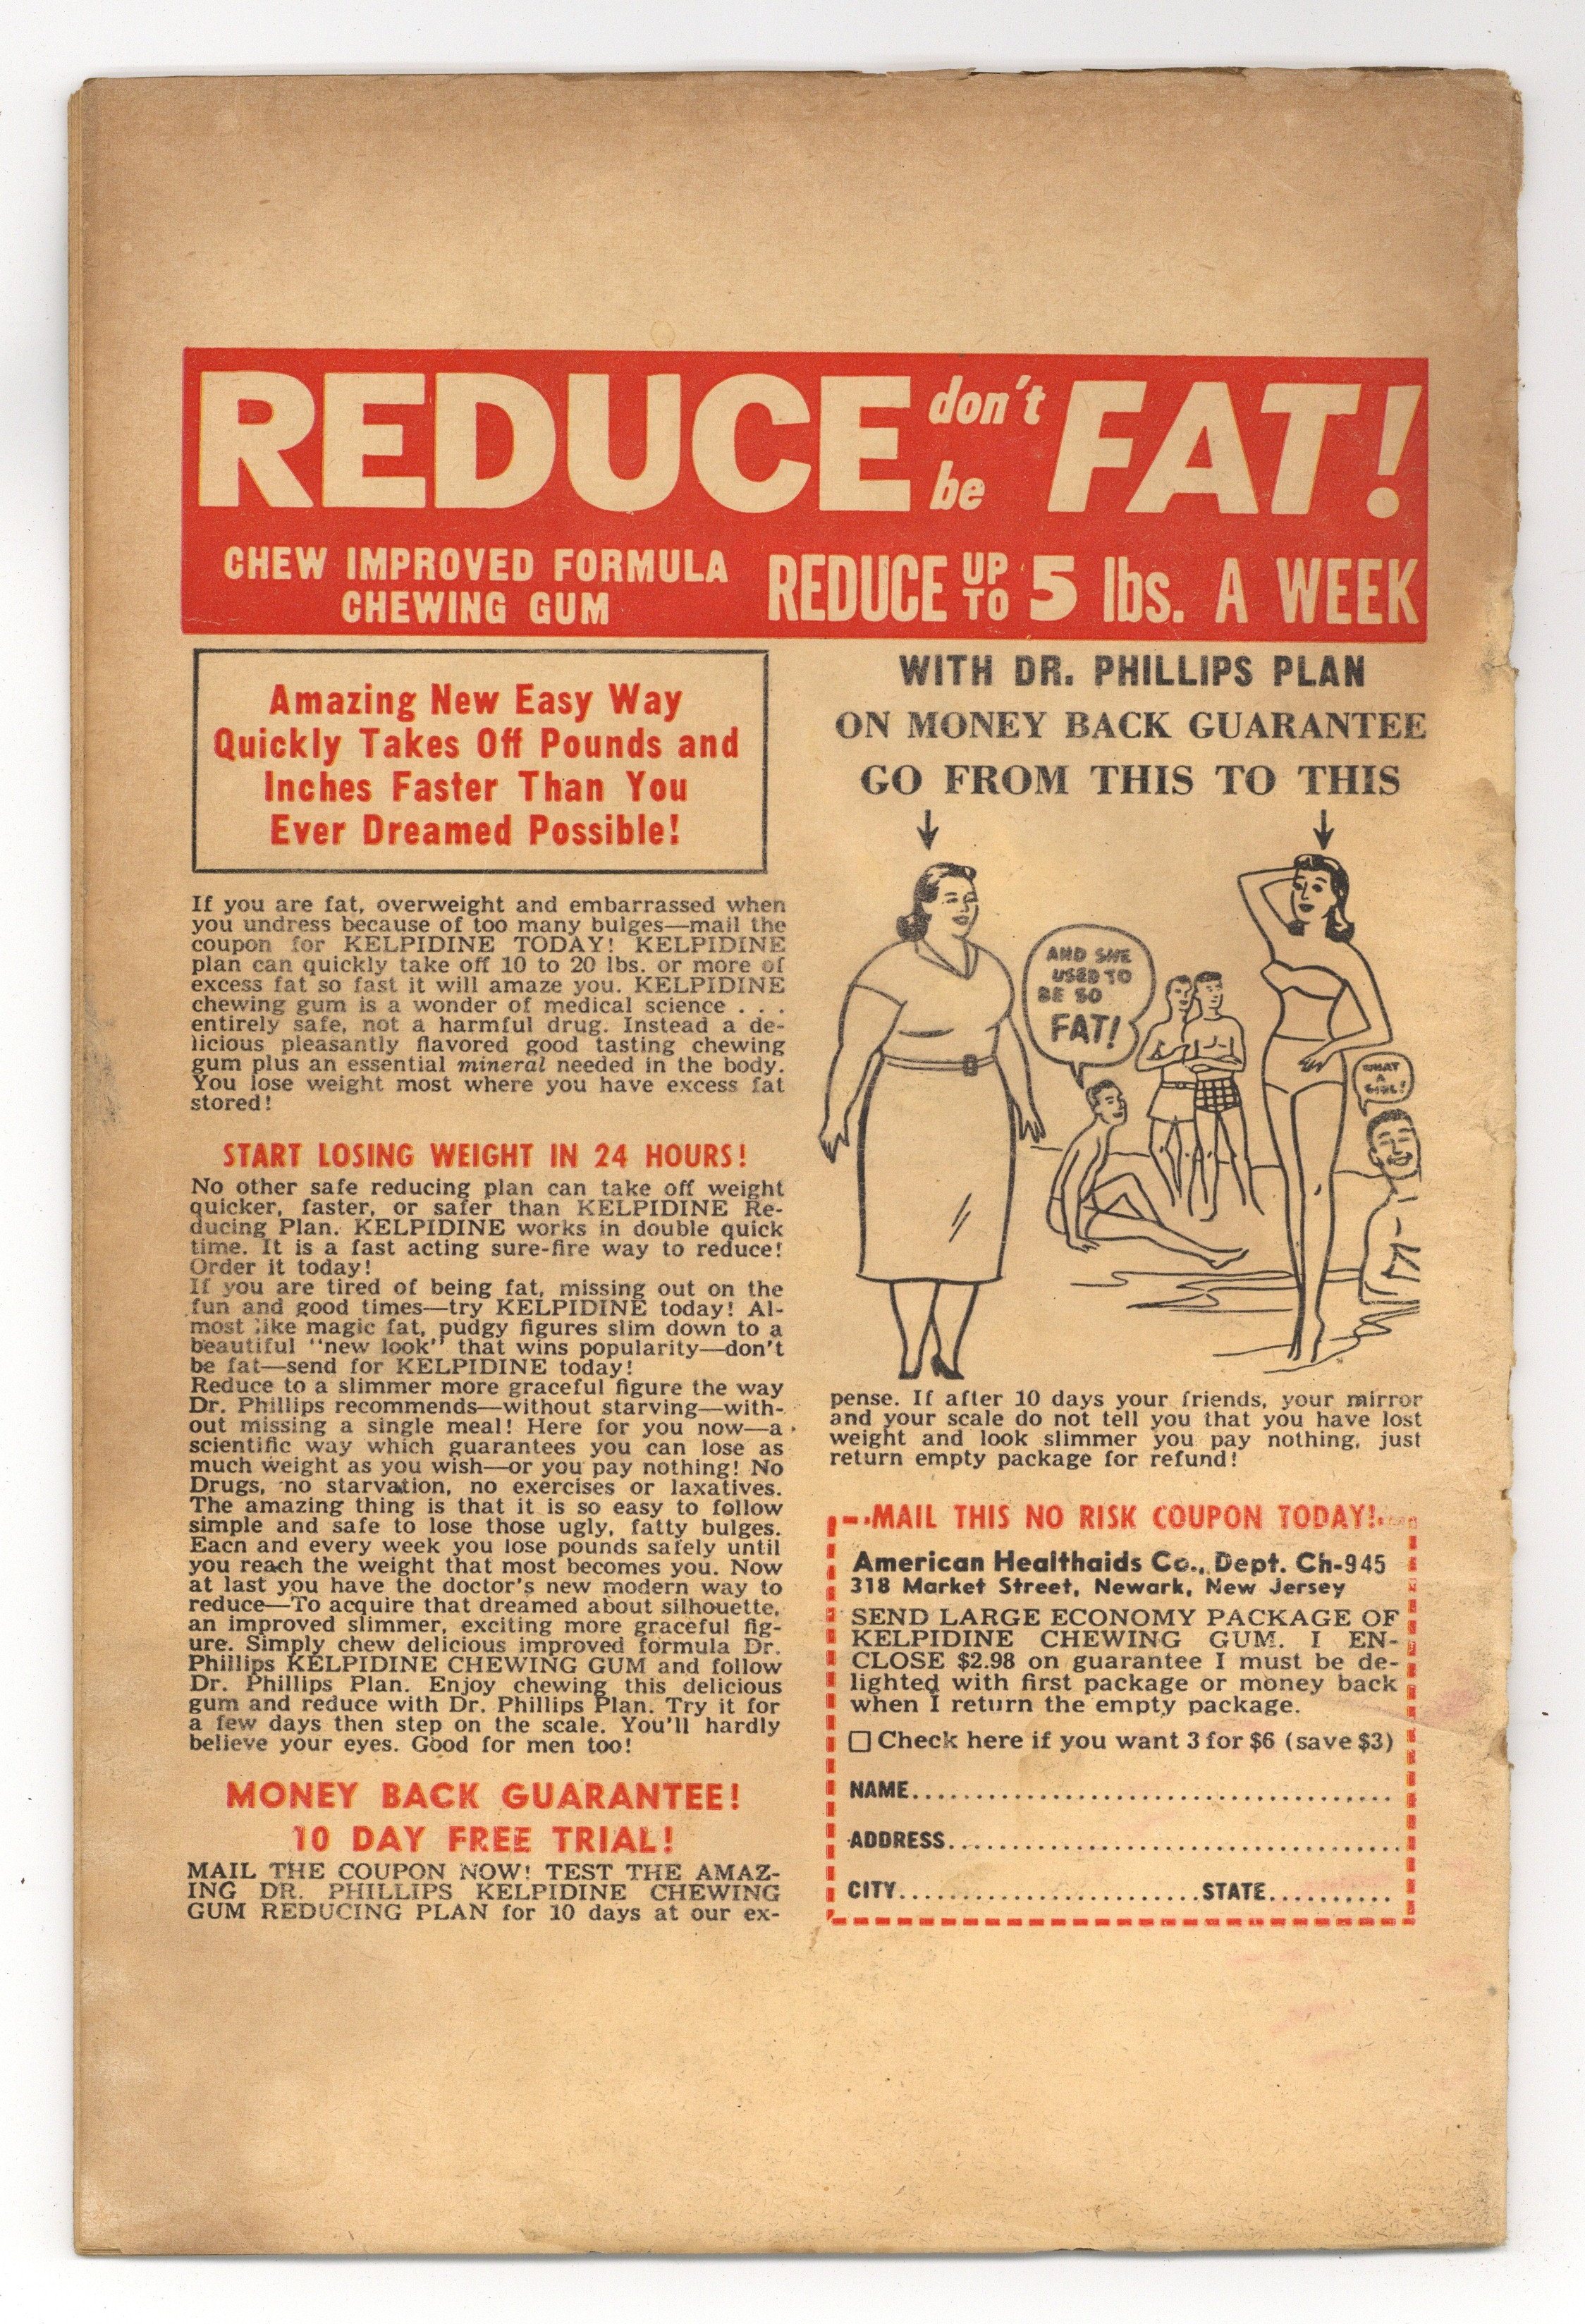 REDUCE don't be FAT!
CHEW IMPROVED FORMULA
CHEWING GUM
REDUCE UP TO 5 lbs. A WEEK
Amazing New Easy Way
Quickly Takes Off Pounds and
Inches Faster Than You
Ever Dreamed Possible!
If you are fat, overweight and embarrassed when
you undress because of too many bulges—mail the
coupon for KELPIDINE TODAY! KELPIDINE
plan can quickly take off 10 to 20 lbs. or more of
excess fat so fast it will amaze you. KELPIDINE
chewing gum is a wonder of medical science . . .
entirely safe, not a harmful drug. Instead a de-
licious pleasantly flavored good tasting chewing
gum plus an essential mineral needed in the body.
You lose weight most where you have excess fat
stored!
START LOSING WEIGHT IN 24 HOURS!
No other safe reducing plan can take off weight
quicker, faster, or safer than KELPIDINE Re-
ducing Plan. KELPIDINE works in double quick
time. It is a fast acting sure-fire way to reduce!
Order it today!
If you are tired of being fat, missing out on the
fun and good times—try KELPIDINE today! Al-
most like magic fat, pudgy figures slim down to a
beautiful "new look" that wins popularity—don't
be fat—send for KELPIDINE today!
Reduce to a slimmer more graceful figure the way
Dr. Phillips recommends—without starving—with-
out missing a single meal! Here for you now—a
scientific way which guarantees you can lose as
much weight as you wish—or you pay nothing! No
Drugs, no starvation, no exercises or laxatives.
The amazing thing is that it is so easy to follow
simple and safe to lose those ugly, fatty bulges.
Each and every week you lose pounds safely until
you reach the weight that most becomes you. Now
at last you have the doctor's new modern way to
reduce—To acquire that dreamed about silhouette,
an improved slimmer, exciting more graceful fig-
ure. Simply chew delicious improved formula Dr.
Phillips KELPIDINE CHEWING GUM and follow
Dr. Phillips Plan. Enjoy chewing this delicious
gum and reduce with Dr. Phillips Plan. Try it for
a few days then step on the scale. You'll hardly
believe your eyes. Good for men too!
MONEY BACK GUARANTEE!
10 DAY FREE TRIAL!
MAIL THE COUPON NOW! TEST THE AMAZ-
ING DR. PHILLIPS KELPIDINE CHEWING
GUM REDUCING PLAN for 10 days at our ex-
WITH DR. PHILLIPS PLAN
ON MONEY BACK GUARANTEE
GO FROM THIS TO THIS
AND SHE
USED TO
BE SO
FAT!
WHAT
A
GIRL!
pense. If after 10 days your friends, your mirror
and your scale do not tell you that you have lost
weight and look slimmer you pay nothing, just
return empty package for refund!
MAIL THIS NO RISK COUPON TODAY!
American Healthaids Co., Dept. Ch-945
318 Market Street, Newark, New Jersey
SEND LARGE ECONOMY PACKAGE OF
KELPIDINE CHEWING GUM. I EN-
CLOSE $2.98 on guarantee I must be de-
lighted with first package or money back
when I return the empty package.
Check here if you want 3 for $6 (save $3)
NAME
ADDRESS
CITY STATE